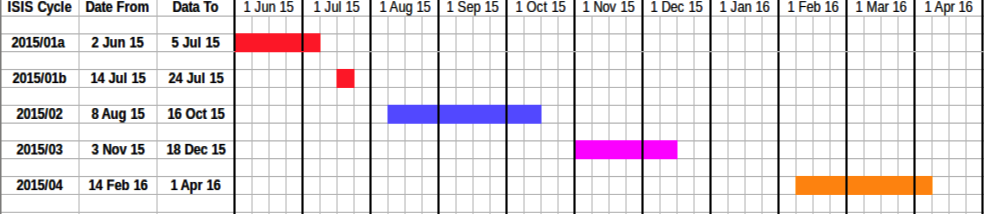 ISIS Cycle Date From Data To 1 Jun 15 1 Jul 15 1 Aug 15 1 Sep 15 1 Oct 15 1 Nov 15 1 Dec 15 1 Jan 16 1 Feb 16 1 Mar 16 1 Apr 16
2015/01a 2 Jun 15 5 Jul 15
2015/01b 14 Jul 15 24 Jul 15
2015/02 8 Aug 15 16 Oct 15
2015/03 3 Nov 15 18 Dec 15
2015/04 14 Feb 16 1 Apr 16